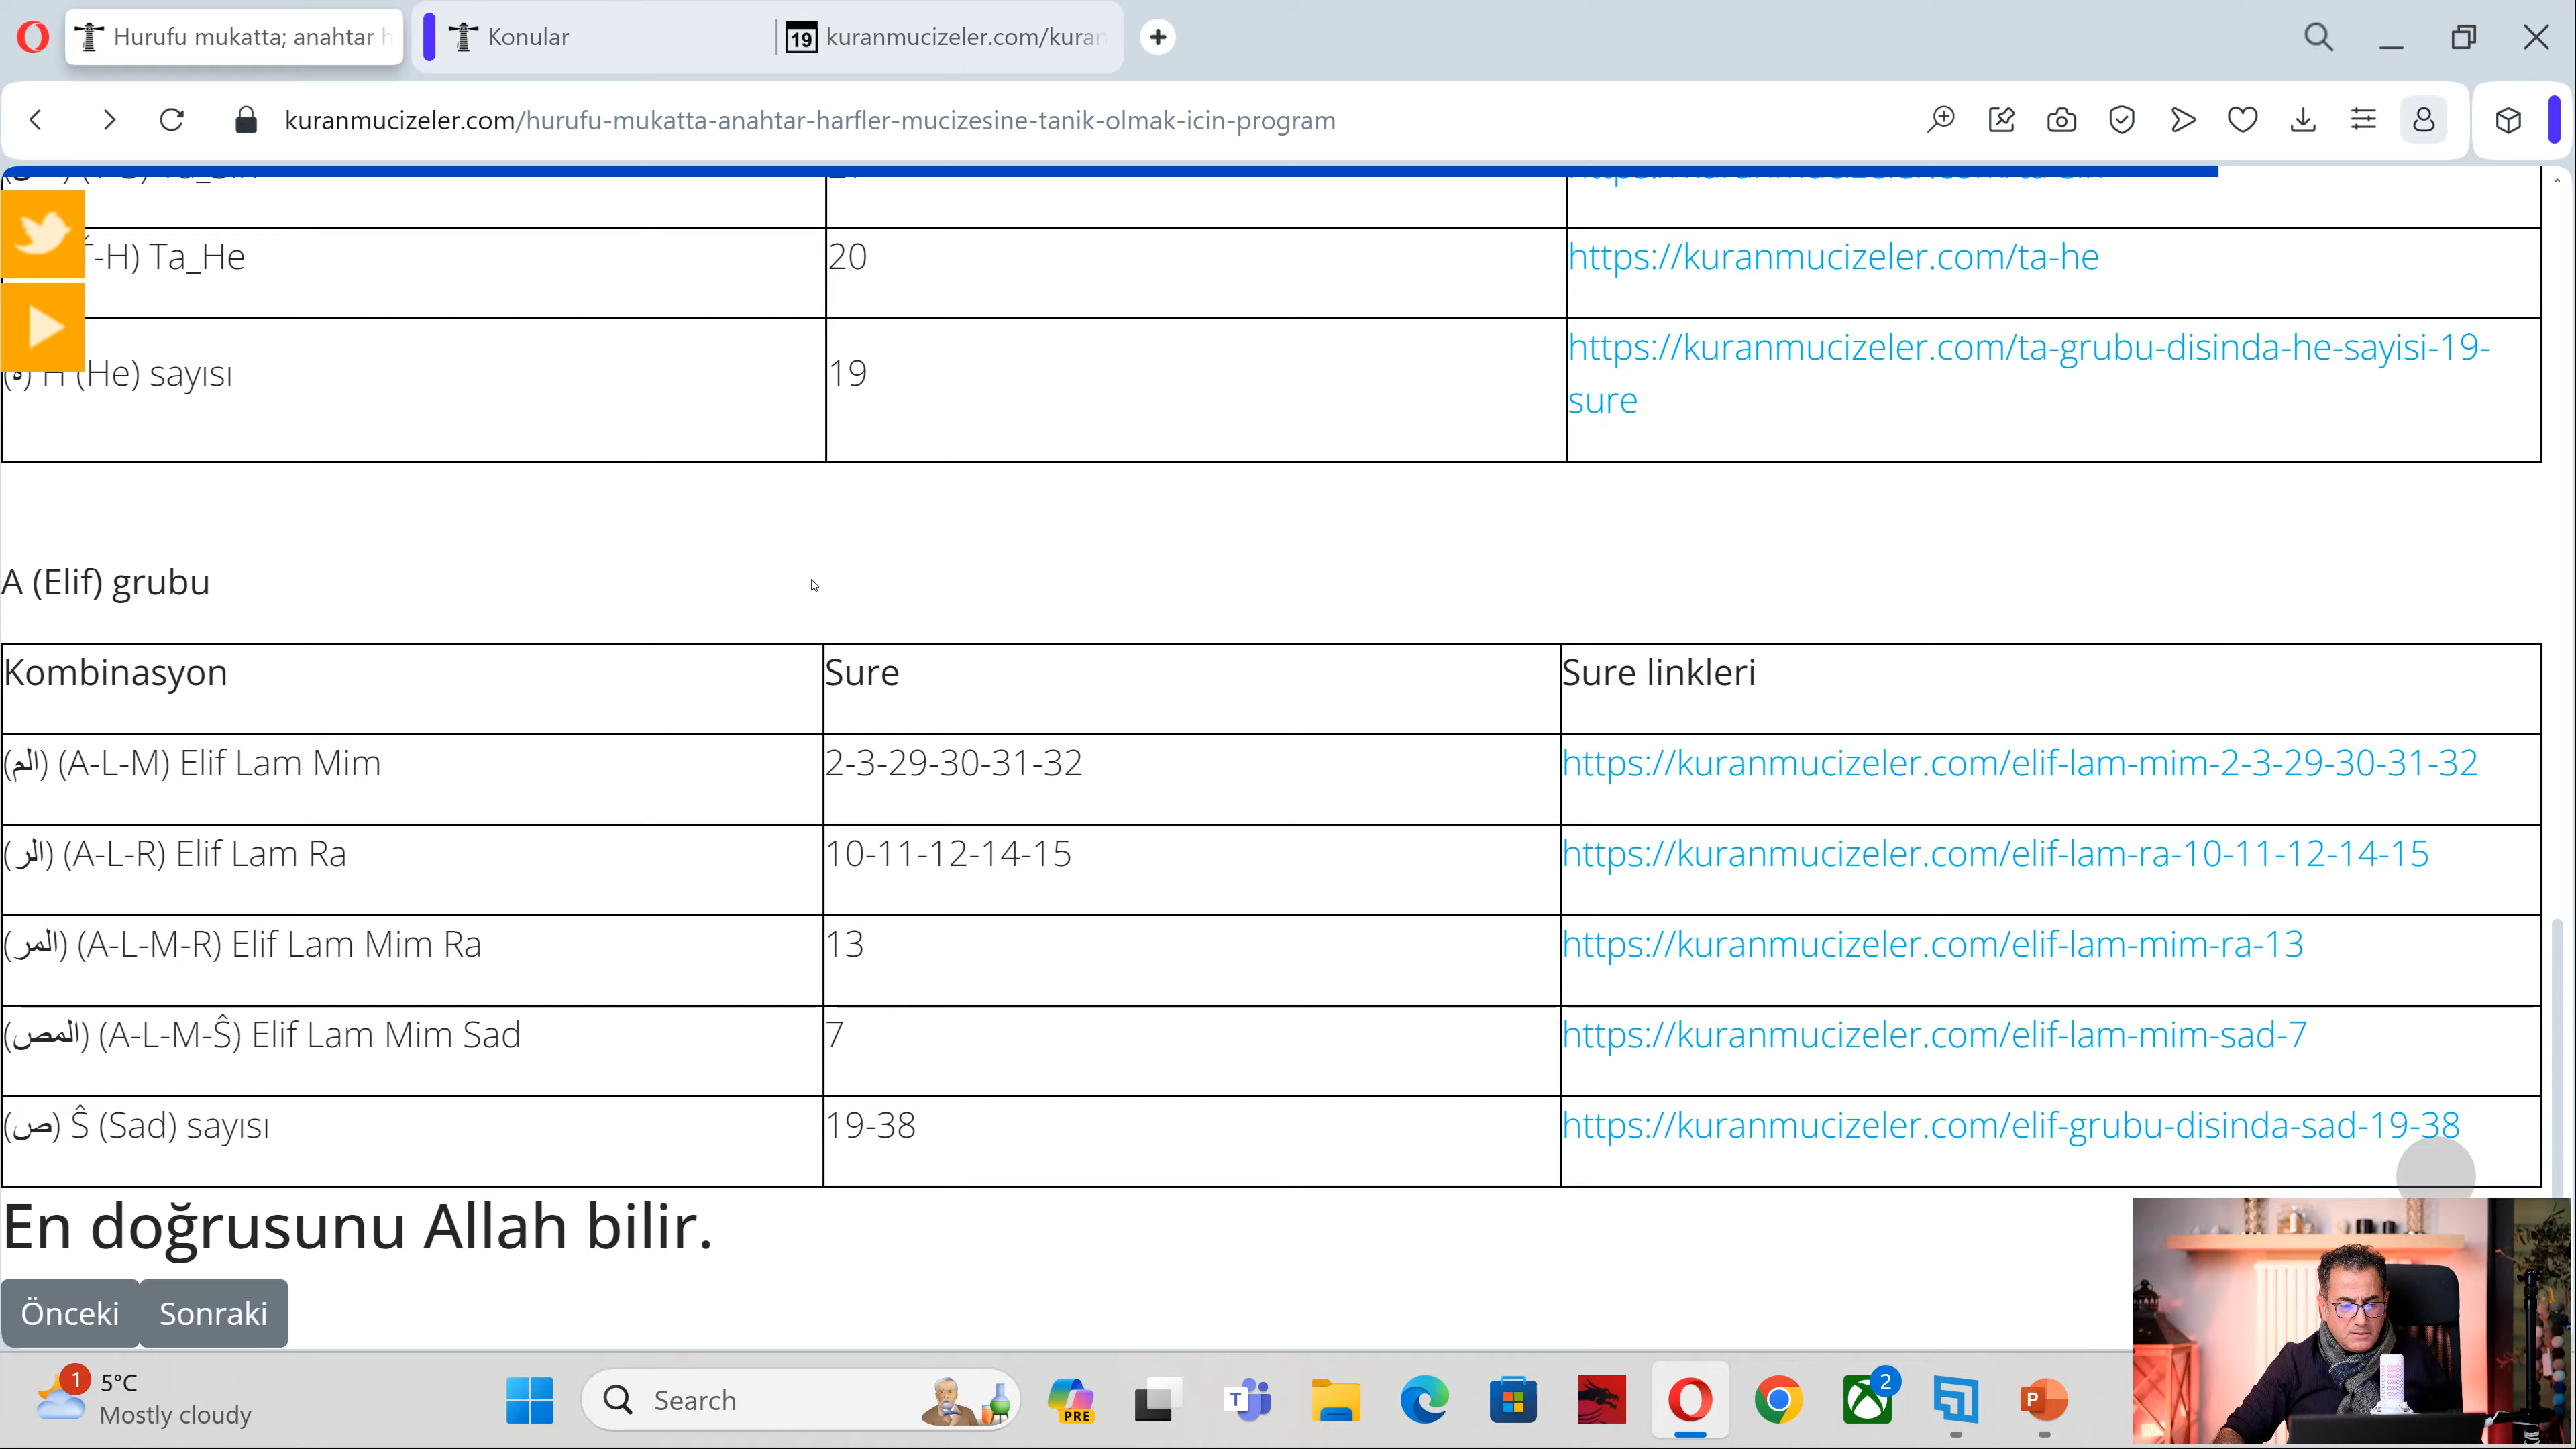 Hurufu mukatta; anahtar h
Konular
19
kuranmucizeler.com/kuran
kuranmucizeler.com/hurufu-mukatta-anahtar-harfler-mucizesine-tanik-olmak-icin-program
-H) Ta_He
20
https://kuranmucizeler.com/ta-he
(ه) H (He) sayısı
19
https://kuranmucizeler.com/ta-grubu-disinda-he-sayisi-19-
sure
A (Elif) grubu
Kombinasyon
Sure
Sure linkleri
(الم) (A-L-M) Elif Lam Mim
2-3-29-30-31-32
https://kuranmucizeler.com/elif-lam-mim-2-3-29-30-31-32
(الر) (A-L-R) Elif Lam Ra
10-11-12-14-15
https://kuranmucizeler.com/elif-lam-ra-10-11-12-14-15
(المر) (A-L-M-R) Elif Lam Mim Ra
13
https://kuranmucizeler.com/elif-lam-mim-ra-13
(المص) (A-L-M-Ŝ) Elif Lam Mim Sad
7
https://kuranmucizeler.com/elif-lam-mim-sad-7
(ص) Ŝ (Sad) sayısı
19-38
https://kuranmucizeler.com/elif-grubu-disinda-sad-19-38
En doğrusunu Allah bilir.
Önceki
Sonraki
1
5°C
Mostly cloudy
Search
PRE
T
2
P